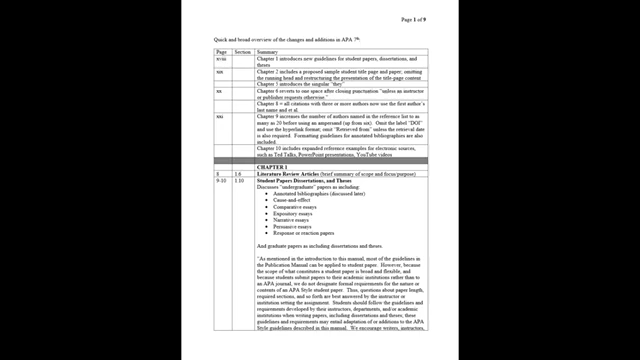 Page 1 of 9
Quick and broad overview of the changes and additions in APA 7th:
Page Section Summary
xviii Chapter 1 introduces new guidelines for student papers, dissertations, and
theses
xix Chapter 2 includes a proposed sample student title page and paper; omitting
the running head and restructuring the presentation of the title-page content
Chapter 5 introduces the singular "they"
xx Chapter 6 reverts to one space after closing punctuation "unless an instructor
or publisher requests otherwise."
Chapter 8 = all citations with three or more authors now use the first author's
last name and et al.
xxi Chapter 9 increases the number of authors named in the reference list to as
many as 20 before using an ampersand (up from six). Omit the label "DOI"
and use the hyperlink format; omit "Retrieved from" unless the retrieval date
is also required. Formatting guidelines for annotated bibliographies are also
included.
Chapter 10 includes expanded reference examples for electronic sources,
such as Ted Talks, PowerPoint presentations, YouTube videos
CHAPTER 1
8 1.6 Literature Review Articles (brief summary of scope and focus/purpose)
9-10 1.10 Student Papers Dissertations, and Theses
Discusses "undergraduate" papers as including:
• Annotated bibliographies (discussed later)
• Cause-and-effect
• Comparative essays
• Expository essays
• Narrative essays
• Persuasive essays
• Response or reaction papers
And graduate papers as including dissertations and theses.
"As mentioned in the introduction to this manual, most of the guidelines in
the Publication Manual can be applied to student paper. However, because
the scope of what constitutes a student paper is broad and flexible, and
because students submit papers to their academic institutions rather than to
an APA journal, we do not designate formal requirements for the nature or
contents of an APA Style student paper. Thus, questions about paper length,
required sections, and so forth are best answered by the instructor or
institution setting the assignment. Students should follow the guidelines and
requirements developed by their instructors, departments, and/or academic
institutions when writing papers, including dissertations and theses; these
guidelines and requirements may entail adaptation of or additions to the APA
Style guidelines described in this manual. We encourage writers, instructors,